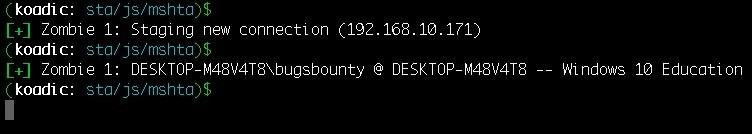 (koadic: sta/js/mshta)$
[+] Zombie 1: Staging new connection (192.168.10.171)
(koadic: sta/js/mshta)$
[+] Zombie 1: DESKTOP-M48V4T8\bugsbounty @ DESKTOP-M48V4T8 -- Windows 10 Education
(koadic: sta/js/mshta)$